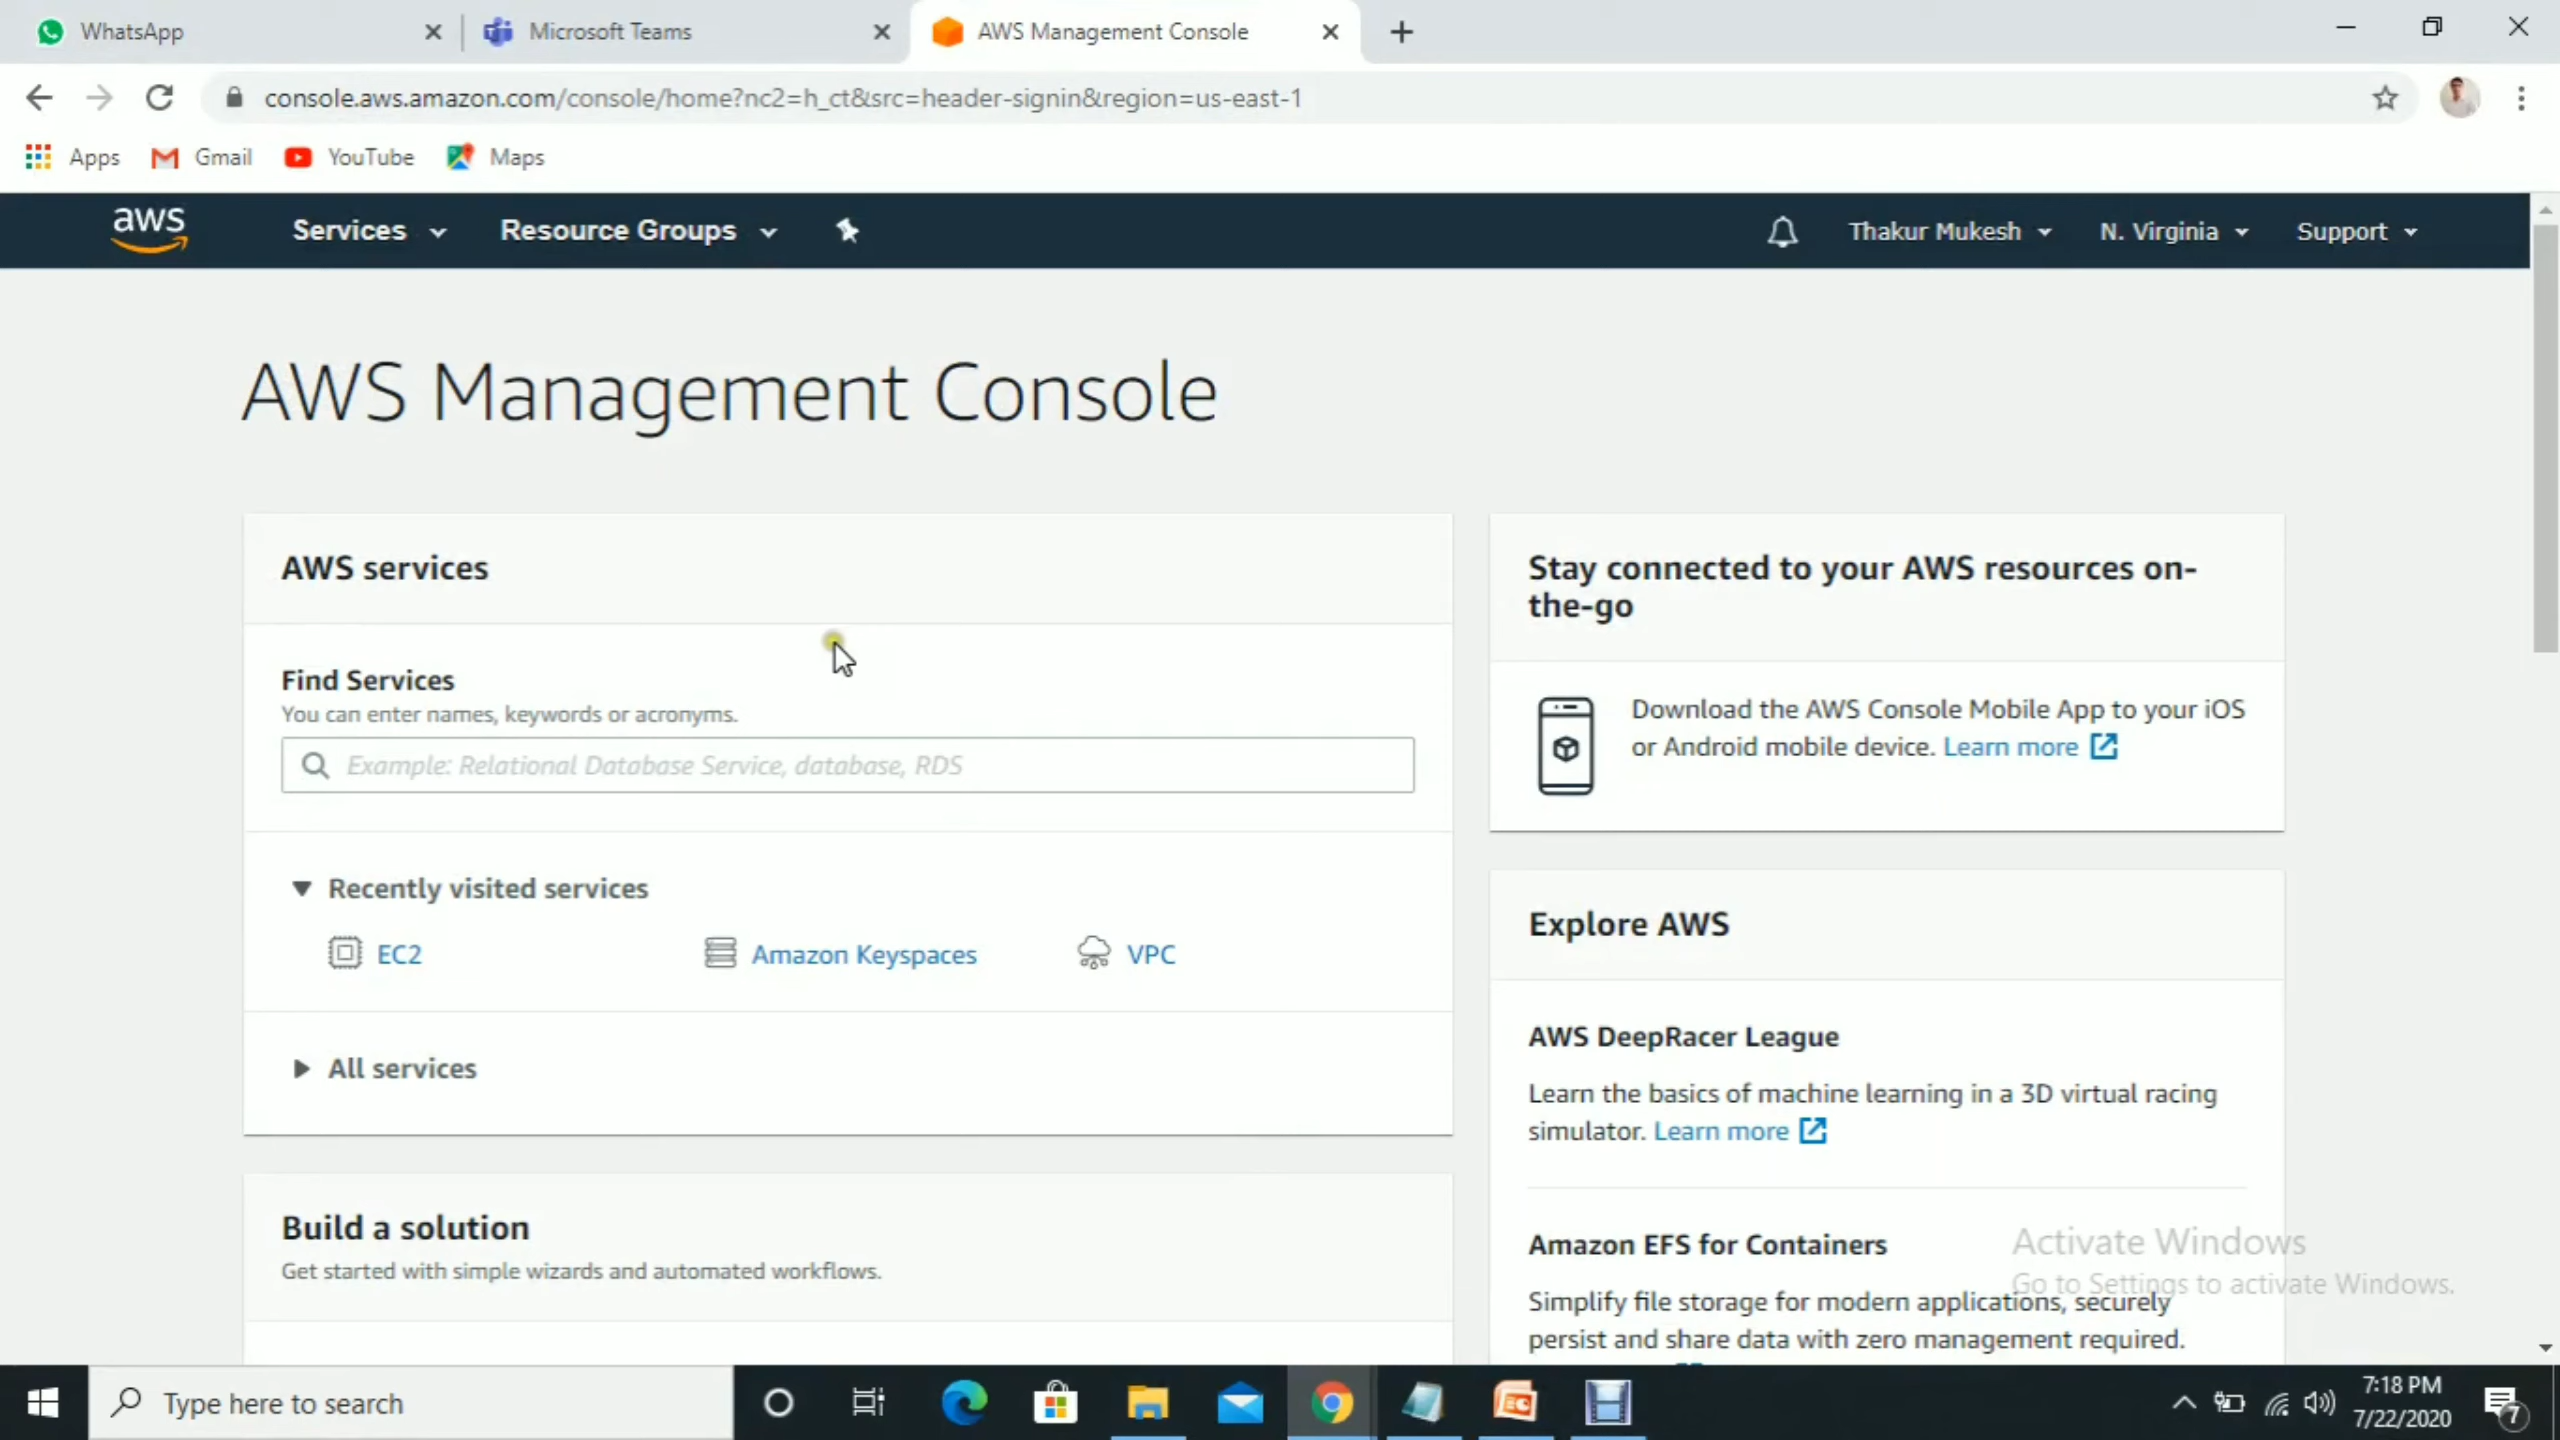 WhatsApp
Microsoft Teams
AWS Management Console
console.aws.amazon.com/console/home?nc2=h_ct&src=header-signin&region=us-east-1
Apps
Gmail
YouTube
Maps
aws
Services
Resource Groups
Thakur Mukesh
N. Virginia
Support
AWS Management Console
AWS services
Find Services
You can enter names, keywords or acronyms.
Example: Relational Database Service, database, RDS
Recently visited services
EC2
Amazon Keyspaces
VPC
All services
Build a solution
Get started with simple wizards and automated workflows.
Stay connected to your AWS resources on-
the-go
Download the AWS Console Mobile App to your iOS
or Android mobile device. Learn more
Explore AWS
AWS DeepRacer League
Learn the basics of machine learning in a 3D virtual racing
simulator. Learn more
Amazon EFS for Containers
Simplify file storage for modern applications, securely
persist and share data with zero management required.
Activate Windows
Go to Settings to activate Windows.
Type here to search
7:18 PM
7/22/2020
7